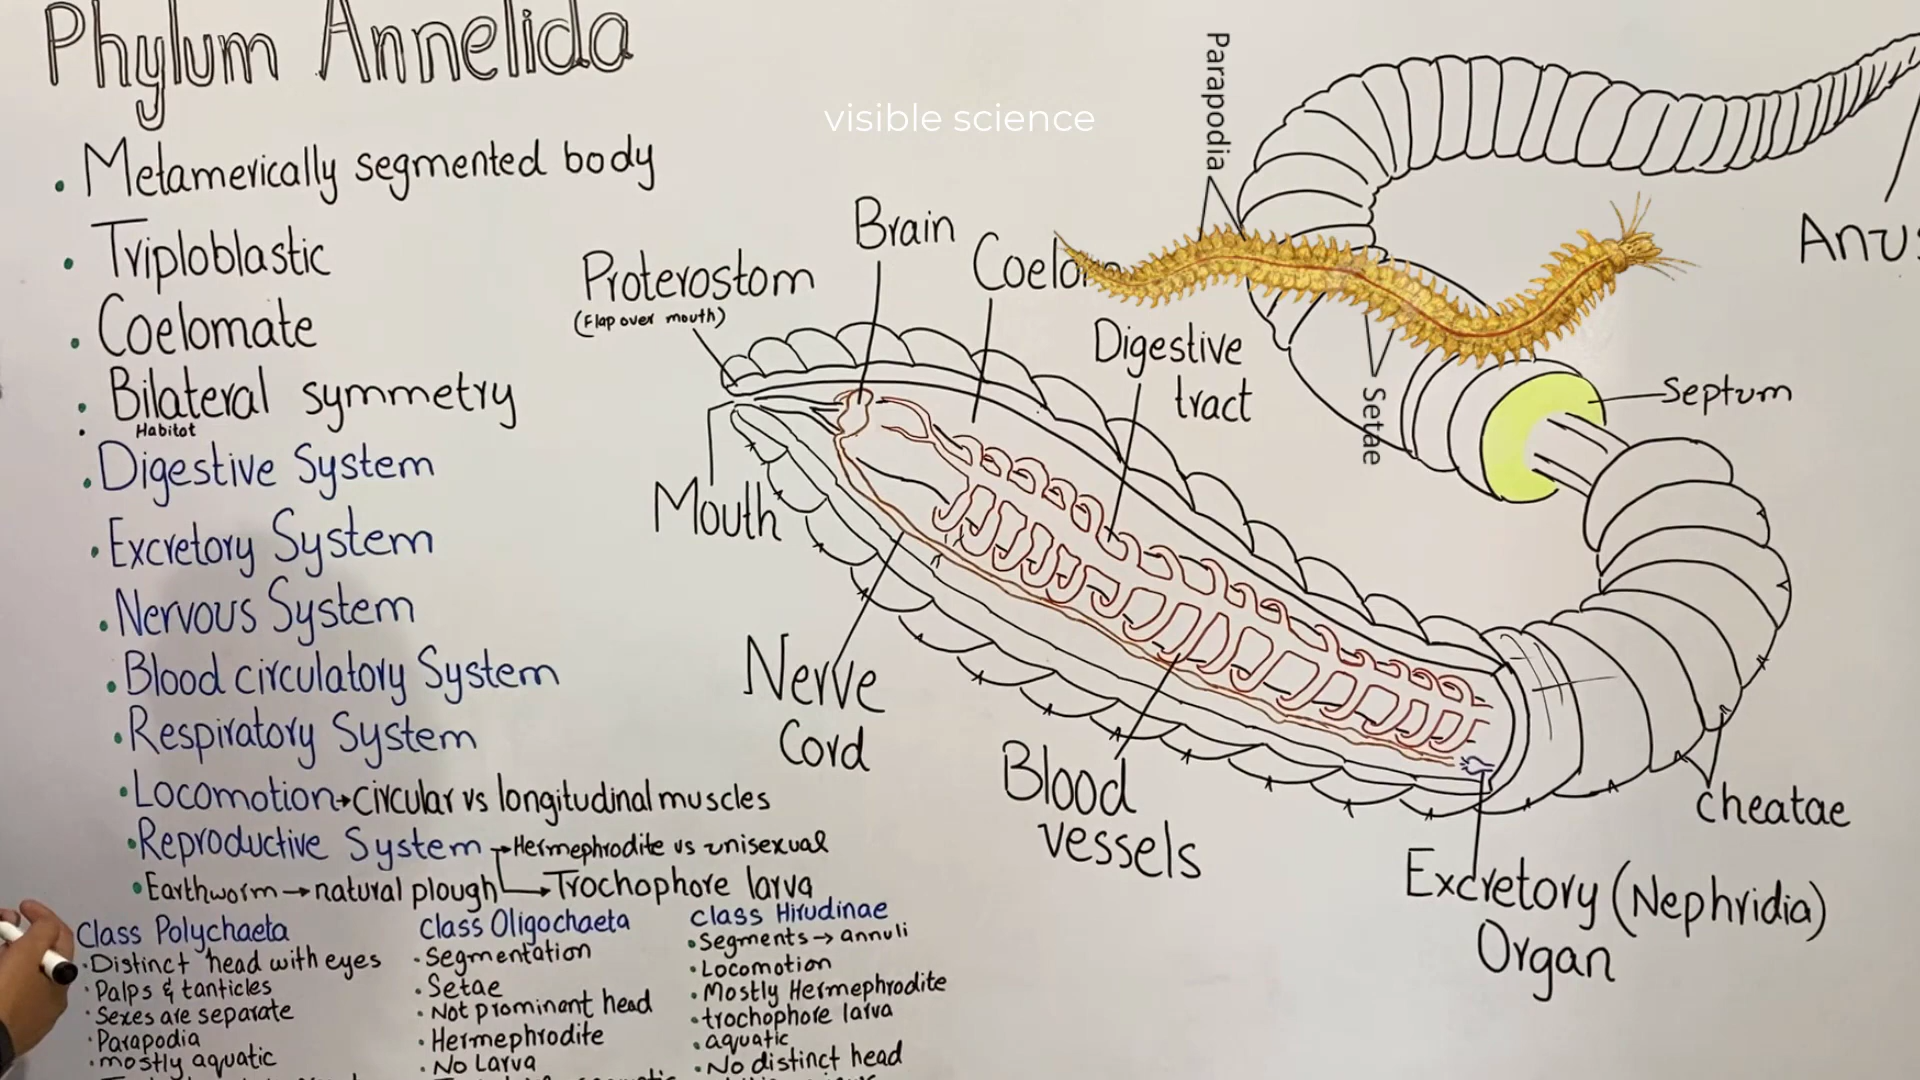 Phylum Annelida
visible science
• Metamerically segmented body
• Triploblastic
• Coelomate
• Bilateral symmetry
• Habitot
• Digestive System
• Excretory System
• Nervous System
• Blood circulatory System
• Respiratory System
• Locomotion→circular vs longitudinal muscles
• Reproductive System →Hermephrodite vs unisexual
→Trochophore larva
• Earthworm→natural plough
Class Polychaeta
• Distinct head with eyes
• Palps & tanticles
• Sexes are separate
• Parapodia
• mostly aquatic
Class Oligochaeta
• Segmentation
• Setae
• Not prominant head
• Hermephrodite
• No Larva
class Hirudinae
• Segments→annuli
• Locomotion
• Mostly Hermephrodite
• trochophore larva
• aquatic
• No distinct head
Proterostom
(Flap over mouth)
Brain
Coelom
Digestive
tract
Mouth
Nerve
Cord
Blood
vessels
Parapodia
Setae
Septum
Anus
Cheatae
Excretory (Nephridia)
Organ